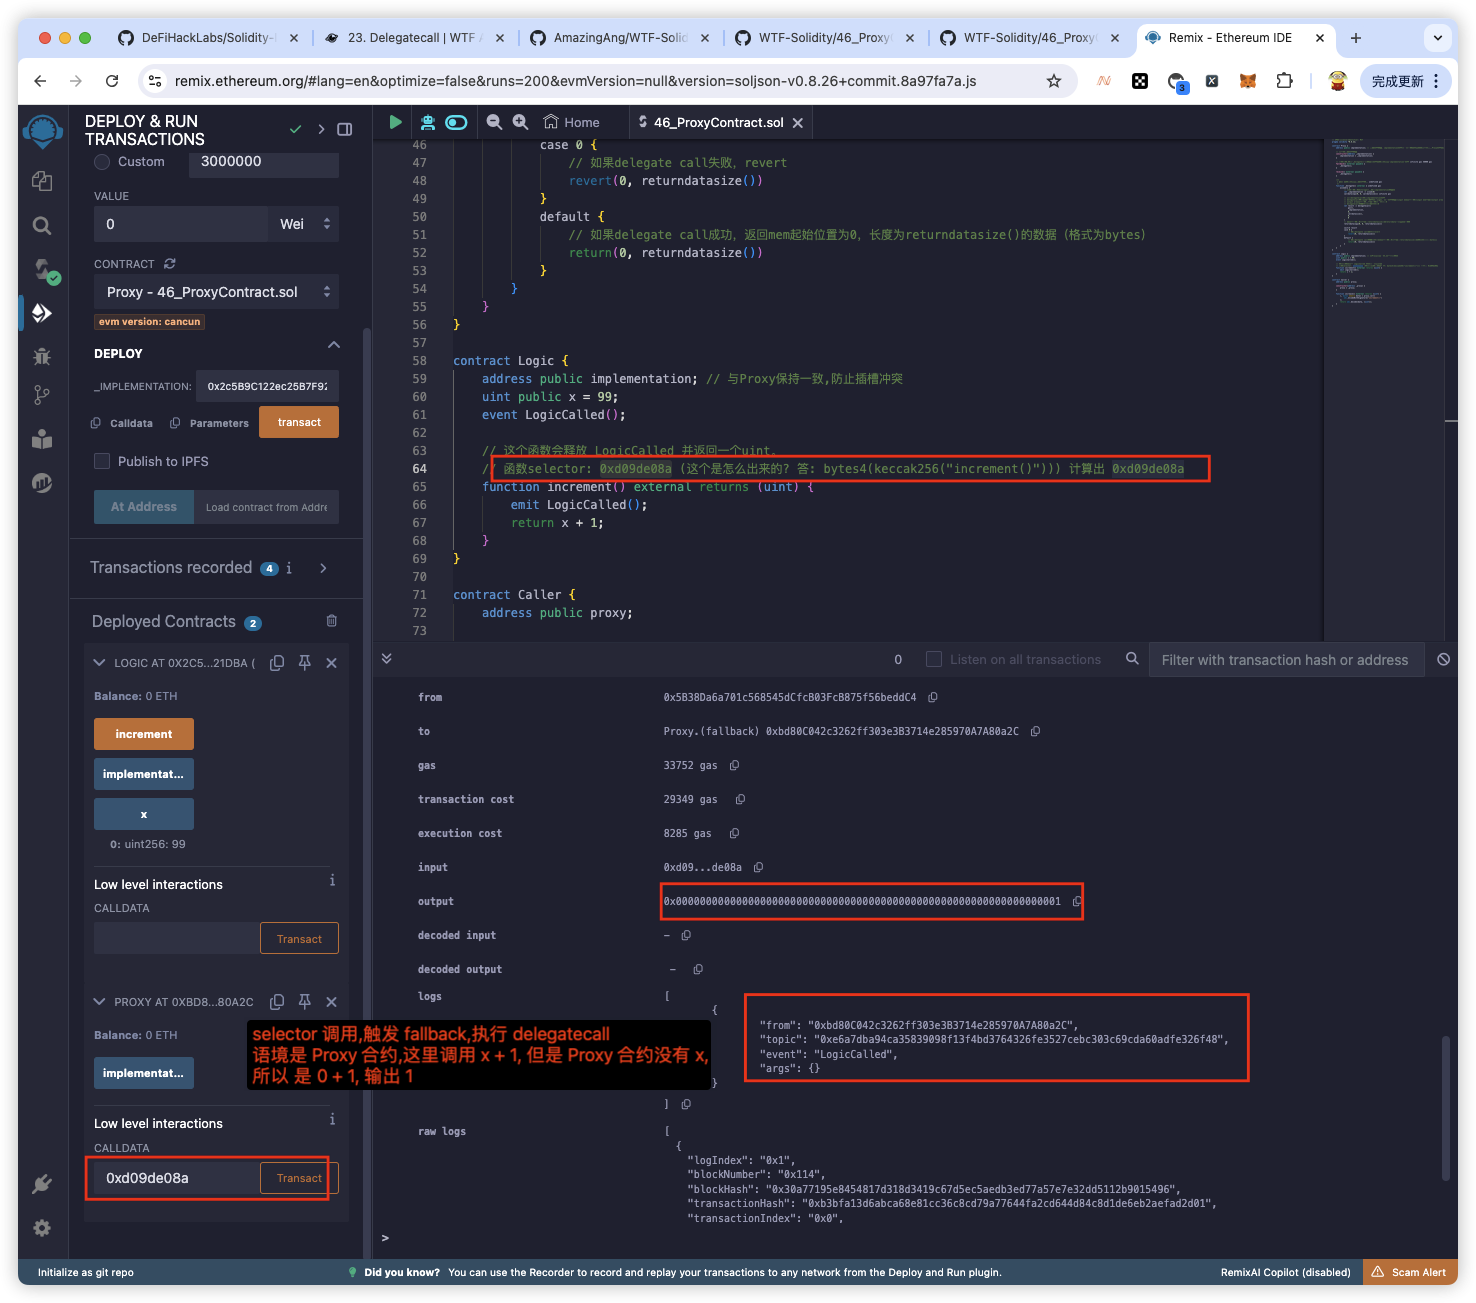 DeFiHackLabs/Solidity-
23. Delegatecall | WTF
AmazingAng/WTF-Solid
WTF-Solidity/46_Proxy
WTF-Solidity/46_Proxy
Remix - Ethereum IDE
remix.ethereum.org/#lang=en&optimize=false&runs=200&evmVersion=null&version=soljson-v0.8.26+commit.8a97fa7a.js
3
完成更新
DEPLOY & RUN
TRANSACTIONS
Custom
3000000
VALUE
0
Wei
CONTRACT
Proxy - 46_ProxyContract.sol
evm version: cancun
DEPLOY
_IMPLEMENTATION:
0x2c5B9C122ec25B7F92
Calldata
Parameters
transact
Publish to IPFS
At Address
Load contract from Addre
Transactions recorded 4 i
Deployed Contracts 2
LOGIC AT 0X2C5...21DBA (
Balance: 0 ETH
increment
implementat...
x
0: uint256: 99
Low level interactions
i
CALLDATA
Transact
PROXY AT 0XBD8...80A2C
Balance: 0 ETH
implementat...
Low level interactions
i
CALLDATA
0xd09de08a
Transact
Home
46_ProxyContract.sol
46 case 0 {
47 // 如果delegate call失败，revert
48 revert(0, returndatasize())
49 }
50 default {
51 // 如果delegate call成功，返回mem起始位置为0，长度为returndatasize()的数据（格式为bytes）
52 return(0, returndatasize())
53 }
54 }
55 }
56 }
57
58 contract Logic {
59 address public implementation; // 与Proxy保持一致,防止插槽冲突
60 uint public x = 99;
61 event LogicCalled();
62
63 // 这个函数会释放 LogicCalled 并返回一个uint.
64 // 函数selector: 0xd09de08a (这个是怎么出来的? 答: bytes4(keccak256("increment()"))) 计算出 0xd09de08a
65 function increment() external returns (uint) {
66 emit LogicCalled();
67 return x + 1;
68 }
69 }
70
71 contract Caller {
72 address public proxy;
73
0
Listen on all transactions
Filter with transaction hash or address
from 0x5B38Da6a701c568545dCfcB03FcB875f56beddC4
to Proxy.(fallback) 0xbd80C042c3262ff303e3B3714e285970A7A80a2C
gas 33752 gas
transaction cost 29349 gas
execution cost 8285 gas
input 0xd09...de08a
output 0x0000000000000000000000000000000000000000000000000000000000000001
decoded input -
decoded output -
logs [
{
"from": "0xbd80C042c3262ff303e3B3714e285970A7A80a2C",
"topic": "0xe6a7dba94ca35839098f13f4bd3764326fe3527cebc303c69cda60adfe326f48",
"event": "LogicCalled",
"args": {}
}
]
selector 调用,触发 fallback,执行 delegatecall
语境是 Proxy 合约,这里调用 x + 1, 但是 Proxy 合约没有 x,
所以 是 0 + 1, 输出 1
raw logs [
{
"logIndex": "0x1",
"blockNumber": "0x114",
"blockHash": "0x30a77195e8454817d318d3419c67d5ec5aedb3ed77a57e7e32dd5112b9015496",
"transactionHash": "0xb3bfa13d6abca68e81cc36c8cd79a77644fa2cd644d84c8d1de6eb2aefad2d01",
"transactionIndex": "0x0",
>
Initialize as git repo
Did you know? You can use the Recorder to record and replay your transactions to any network from the Deploy and Run plugin.
RemixAI Copilot (disabled)
Scam Alert